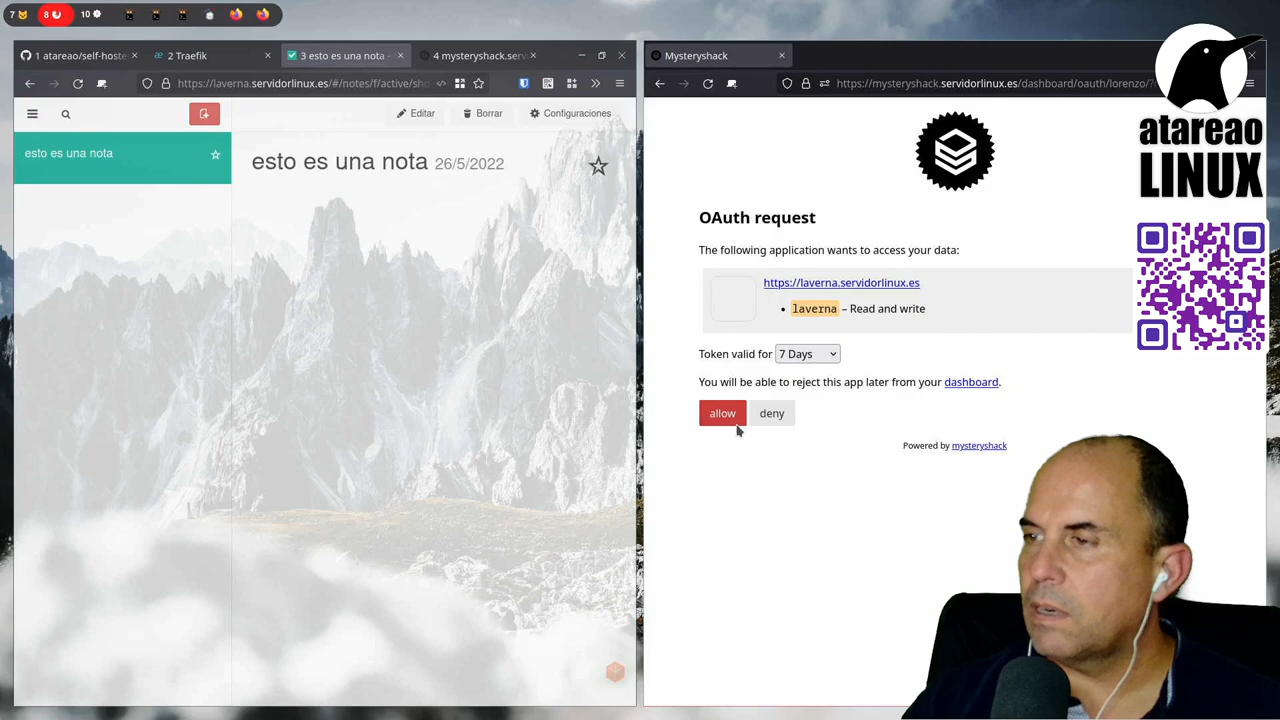 7
8
10
1 atareao/self-hoste
2 Traefik
3 esto es una nota -
4 mysteryshack.serv
https://laverna.servidorlinux.es/#/notes/f/active/sho
Editar
Borrar
Configuraciones
esto es una nota
esto es una nota 26/5/2022
Mysteryshack
https://mysteryshack.servidorlinux.es/dashboard/oauth/lorenzo/?
OAuth request
The following application wants to access your data:
https://laverna.servidorlinux.es
• laverna – Read and write
Token valid for 7 Days
You will be able to reject this app later from your dashboard.
allow
deny
Powered by mysteryshack
atareao
LINUX